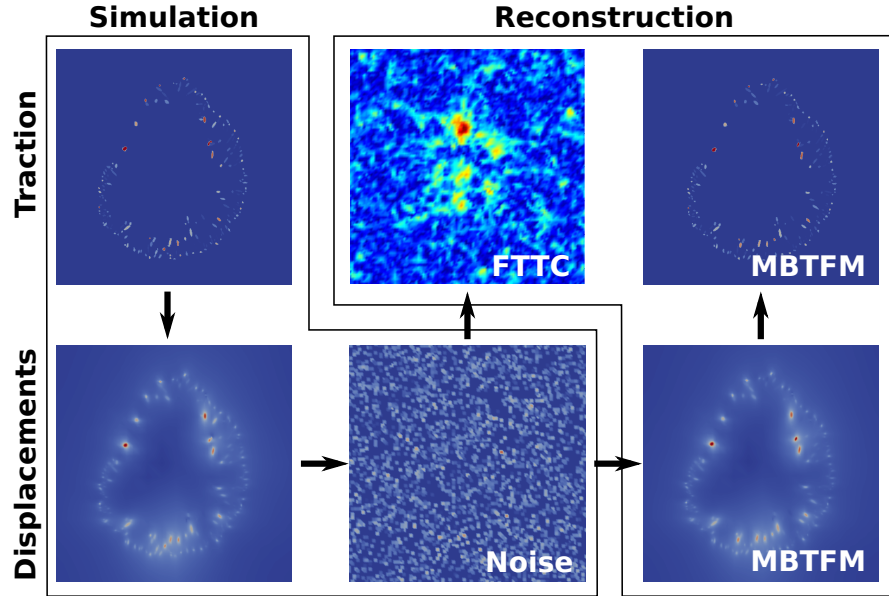 Simulation
Reconstruction
Traction
FTTC
MBTFM
Displacements
Noise
MBTFM